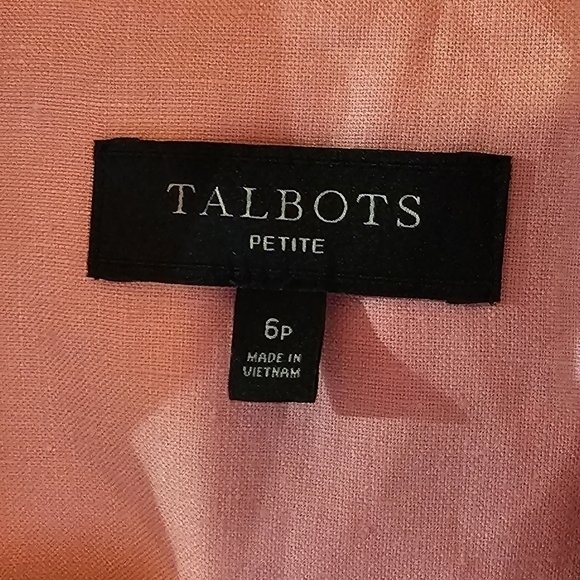 TALBOTS
PETITE
6P
MADE IN
VIETNAM